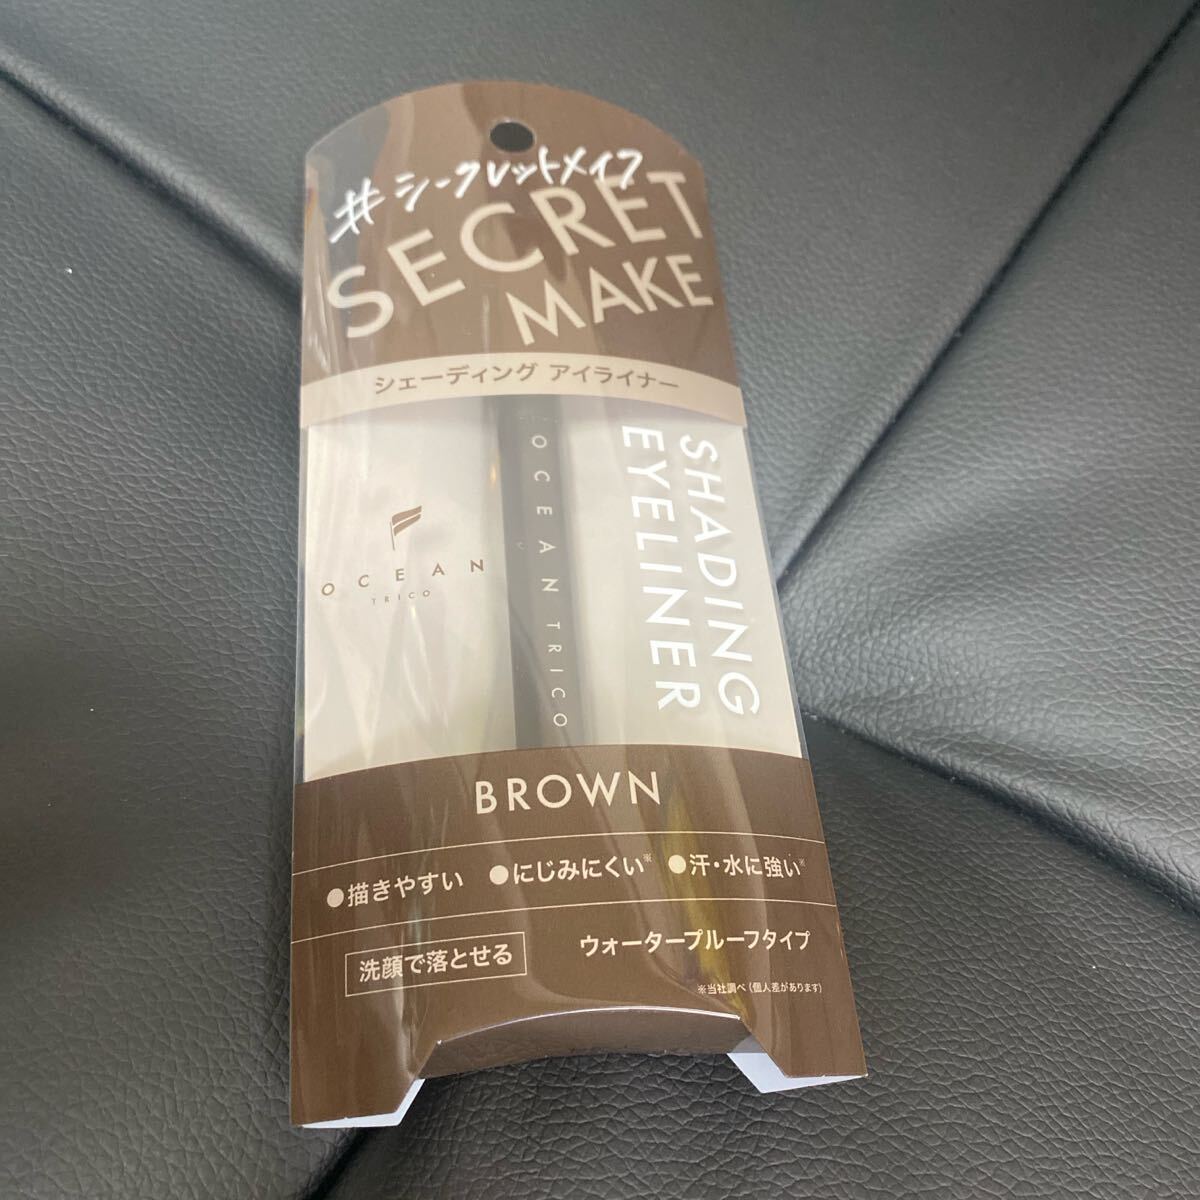 #シークレットメイク
SECRET
MAKE
シェーディング アイライナー
OCEAN
TRICO
OCEAN TRICO
SHADING
EYELINER
BROWN
●描きやすい ●にじみにくい※ ●汗・水に強い※
洗顔で落とせる
ウォータープルーフタイプ
※当社調べ(個人差があります)